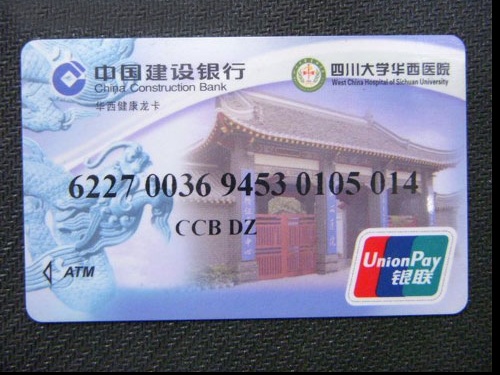 中国建设银行
China Construction Bank
华西健康龙卡
四川大学华西医院
West China Hospital of Sichuan University
6227 0036 9453 0105 014
CCB DZ
ATM
UnionPay
银联